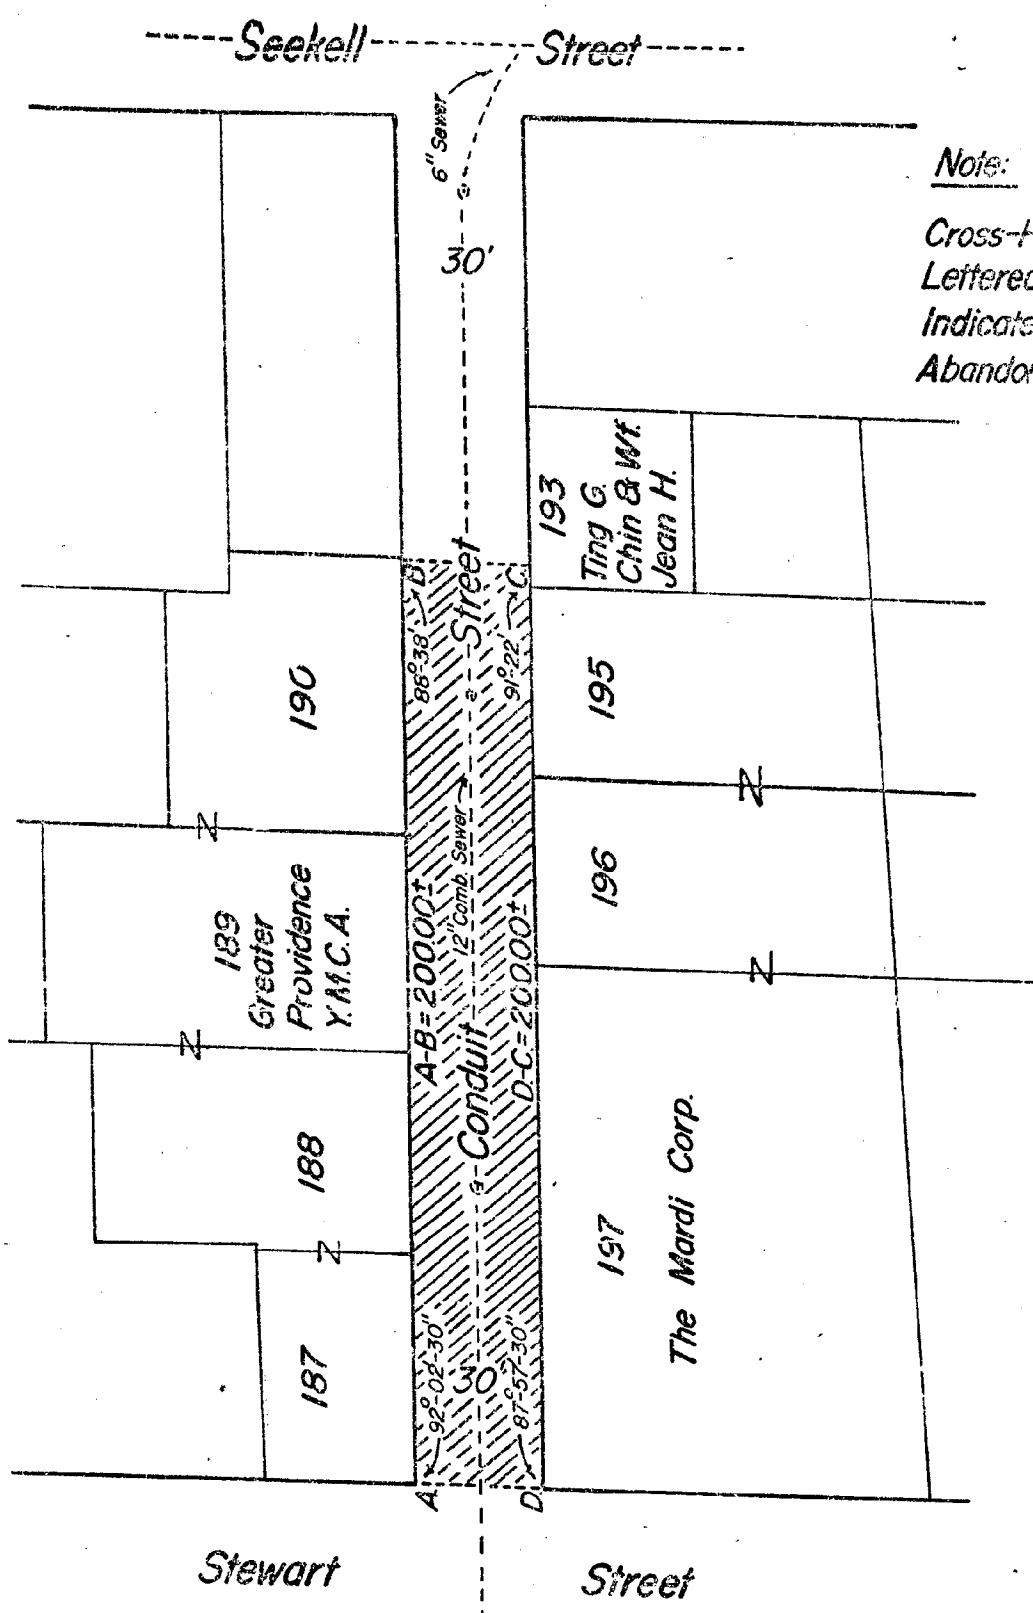 Seekell Street
6" Sewer
30'
Note:
Cross-H
Lettered
Indicate
Abandon
193
Ting G.
Chin & Wf.
Jean H.
B
C
88°-38'
91°-22'
Street
190
195
12" Comb. Sewer
189
Greater
Providence
Y.M.C.A.
196
A-B=200.00±
D-C=200.00±
Conduit
188
197
The Mardi Corp.
187
92°-02'-30"
30'
87°-57'-30"
A
D
Stewart Street